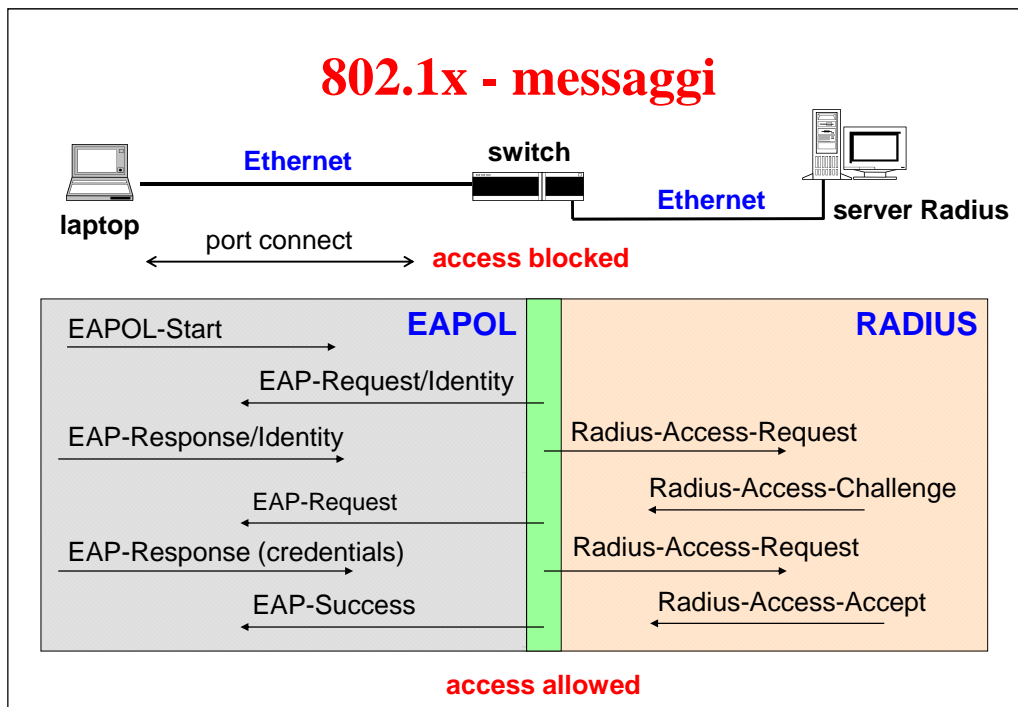 802.1x - messaggi
Ethernet
switch
Ethernet
laptop
server Radius
port connect
access blocked
EAPOL
RADIUS
EAPOL-Start
EAP-Request/Identity
EAP-Response/Identity
Radius-Access-Request
Radius-Access-Challenge
EAP-Request
EAP-Response (credentials)
Radius-Access-Request
EAP-Success
Radius-Access-Accept
access allowed